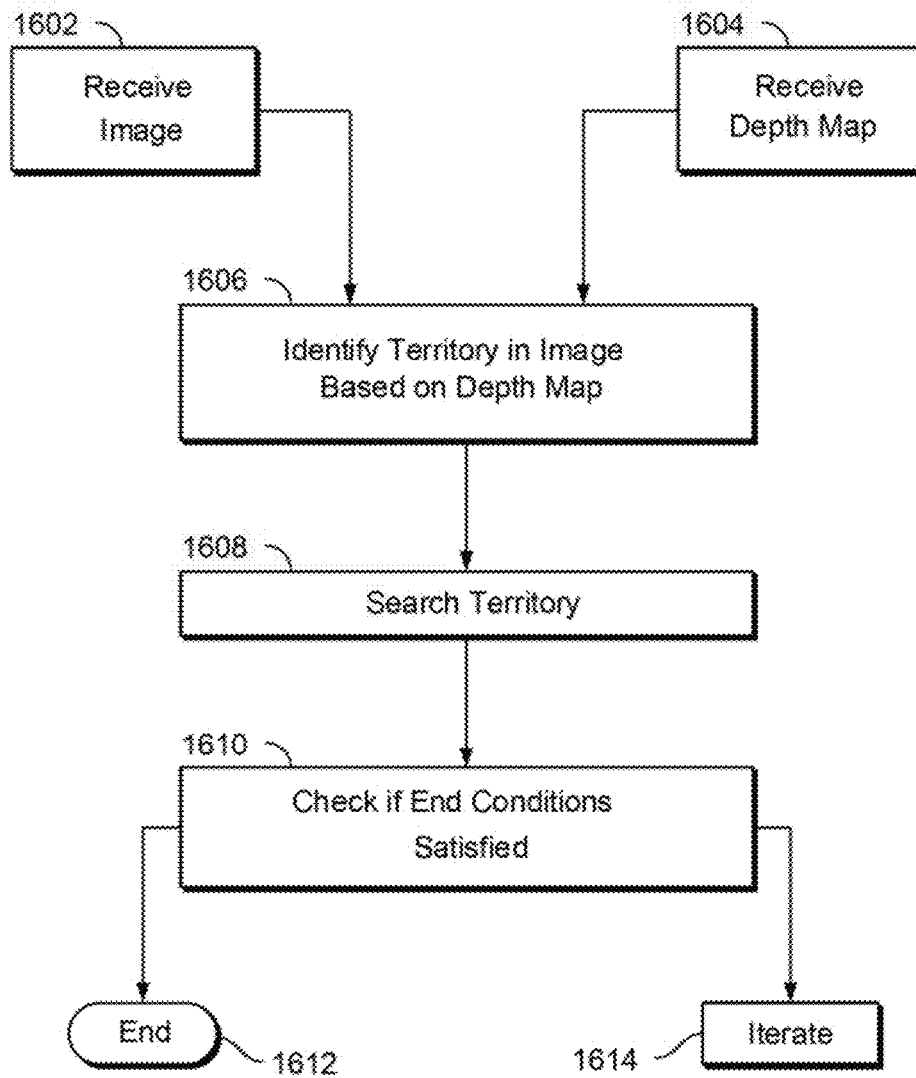 1602
1604
Receive
Image
Receive
Depth Map
1606
Identify Territory in Image
Based on Depth Map
1608
Search Territory
1610
Check if End Conditions
Satisfied
End
1612
1614
Iterate